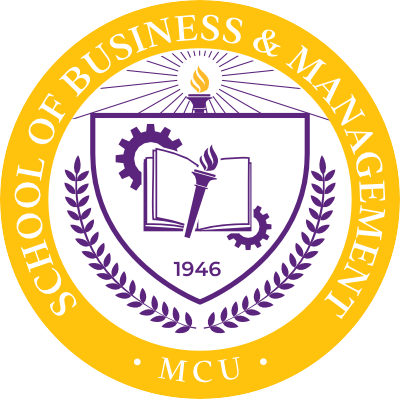 SCHOOL OF BUSINESS & MANAGEMENT
1946
• MCU •